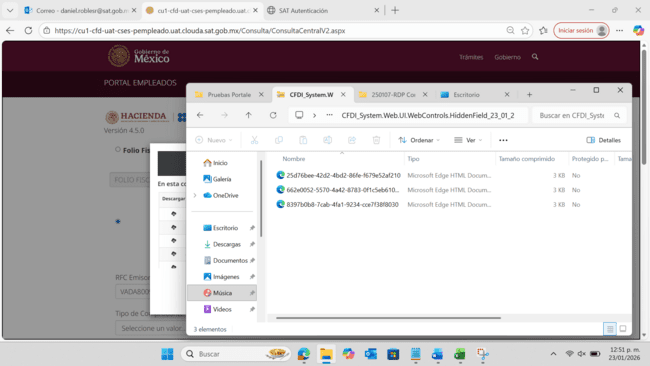 Correo - daniel.roblesr@sat.gob.m
cu1-cfd-uat-cses-pempleado.uat
SAT Autenticación
https://cu1-cfd-uat-cses-pempleado.uat.clouda.sat.gob.mx/Consulta/ConsultaCentralV2.aspx
Iniciar sesión
Gobierno de
México
Trámites
Gobierno
PORTAL EMPLEADOS
HACIENDA
Versión 4.5.0
Folio Fis
FOLIO FISC
En esta co
Descargar
RFC Emisor
VADA800
Tipo de Com
Seleccione un valor
Pruebas Portale
CFDI_System.W
250107-RDP Co
Escritorio
CFDI_System.Web.UI.WebControls.HiddenField_23_01_2
Buscar en CFDI_Syste
Nuevo
Ordenar
Ver
Detalles
Inicio
Galería
OneDrive
Escritorio
Descargas
Documentos
Imágenes
Música
Videos
Nombre
Tipo
Tamaño comprimido
Protegido p...
Tama
25d76bee-42d2-4bd2-86fe-f679e52af210
Microsoft Edge HTML Docum...
3 KB
No
662e0052-5570-4a42-8783-0f1c5eb610...
Microsoft Edge HTML Docum...
3 KB
No
8397b0b8-7cab-4fa1-9234-cce7f38f8030
Microsoft Edge HTML Docum...
3 KB
No
3 elementos
Buscar
12:51 p. m.
23/01/2026